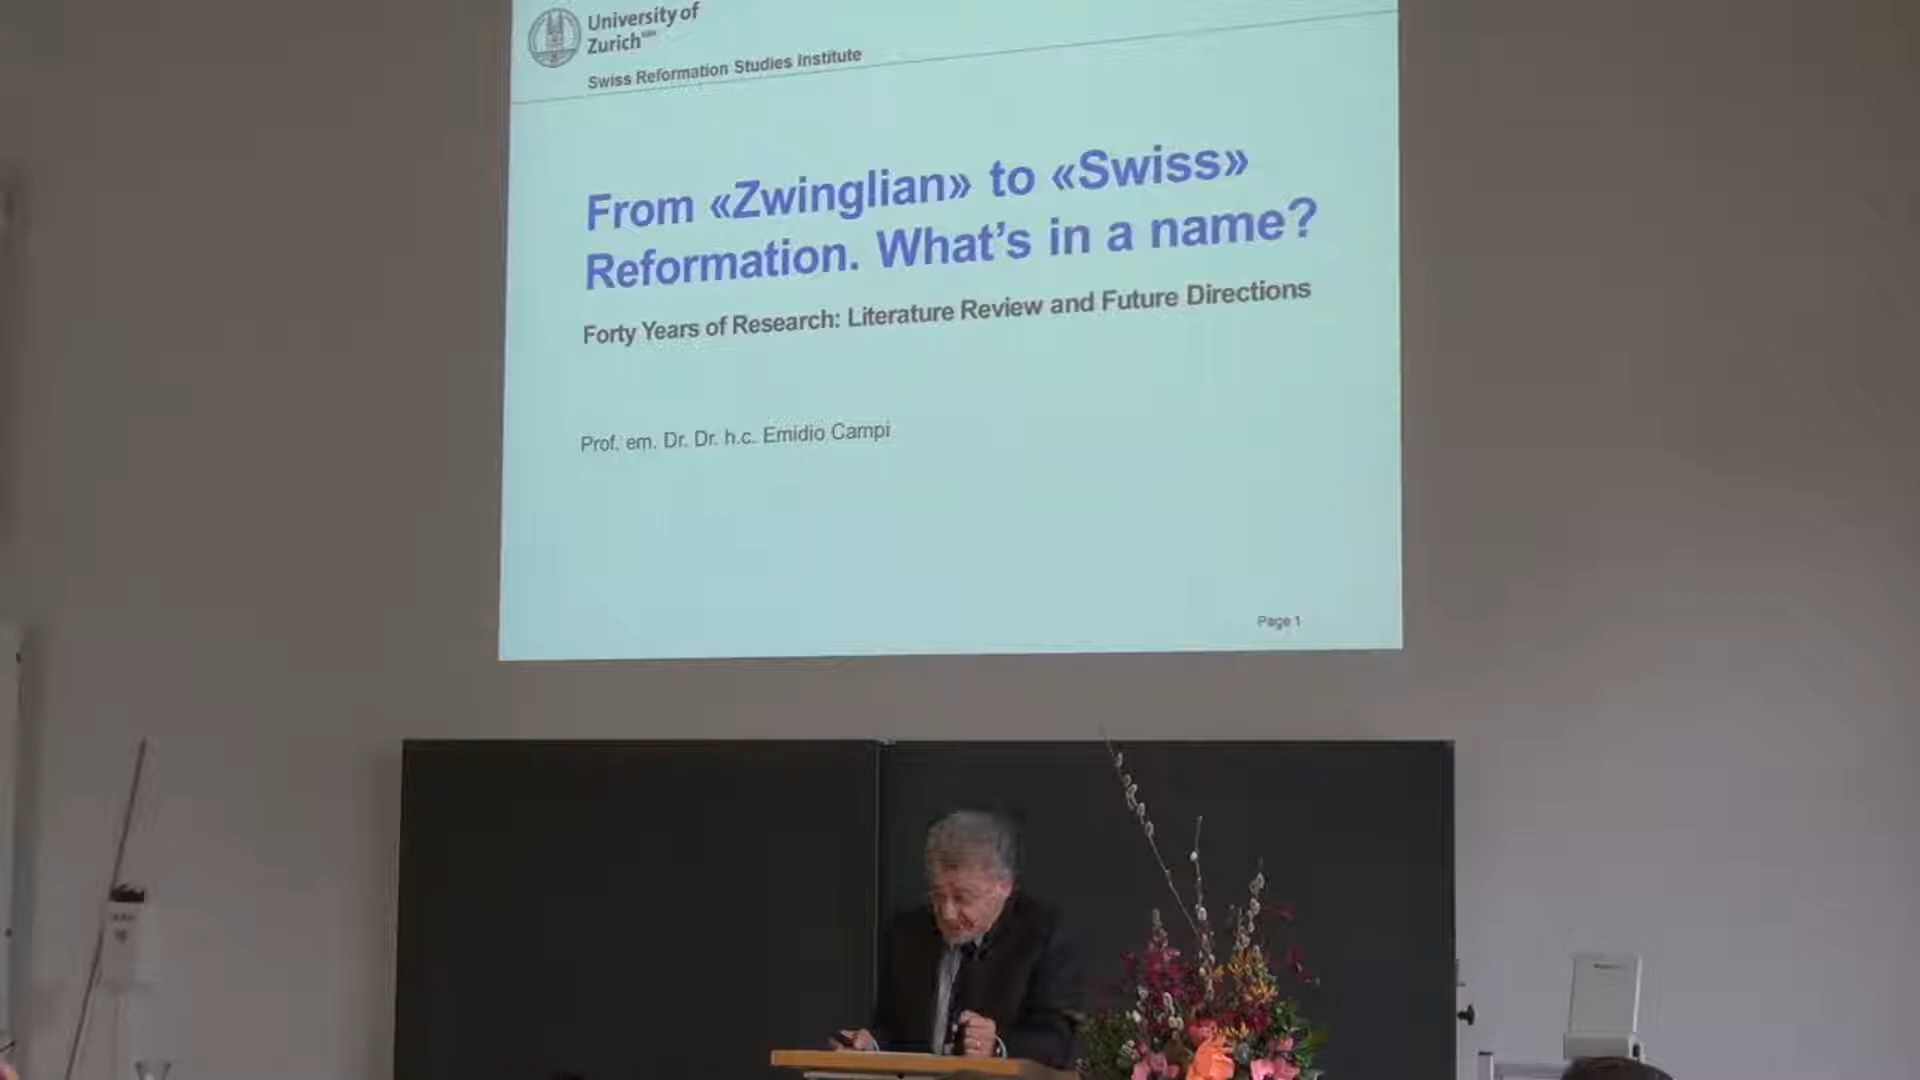 University of
Zurich
Swiss Reformation Studies Institute
From «Zwinglian» to «Swiss»
Reformation. What's in a name?
Forty Years of Research: Literature Review and Future Directions
Prof. em. Dr. Dr. h.c. Emidio Campi
Page 1